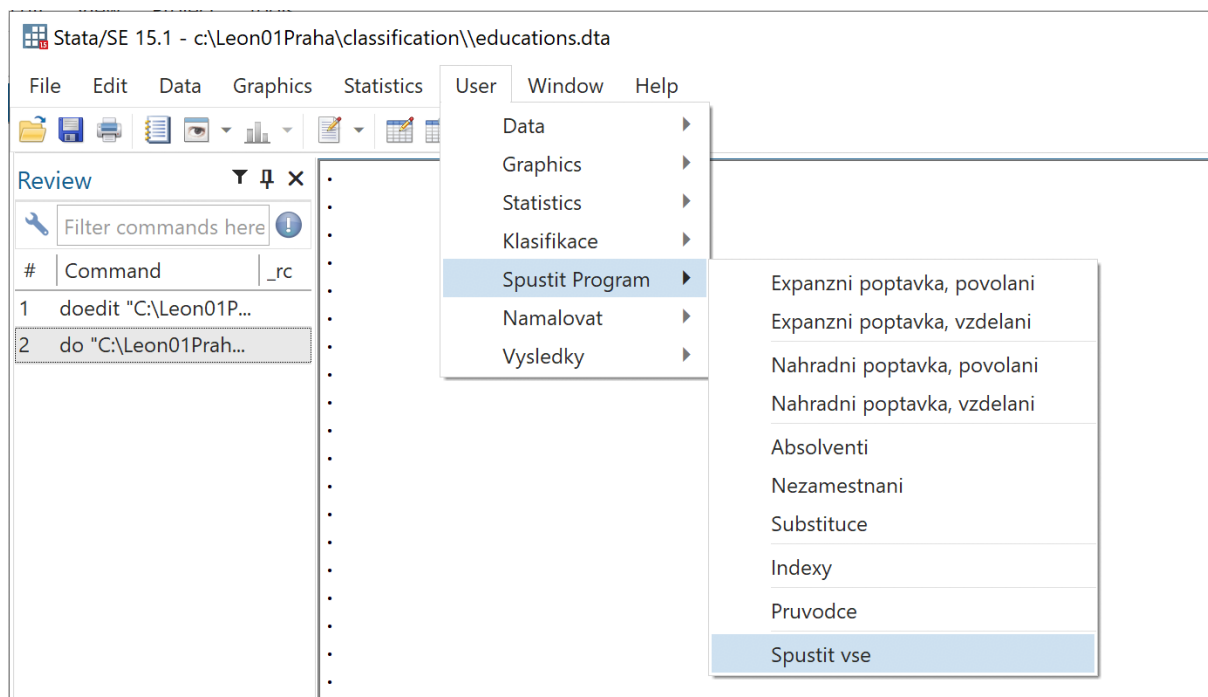 Stata/SE 15.1 - c:\Leon01Praha\classification\\educations.dta
File Edit Data Graphics Statistics User Window Help
Review
Filter commands here
# Command _rc
1 doedit "C:\Leon01P...
2 do "C:\Leon01Prah...
Data
Graphics
Statistics
Klasifikace
Spustit Program
Namalovat
Vysledky
Expanzni poptavka, povolani
Expanzni poptavka, vzdelani
Nahradni poptavka, povolani
Nahradni poptavka, vzdelani
Absolventi
Nezamestnani
Substituce
Indexy
Pruvodce
Spustit vse